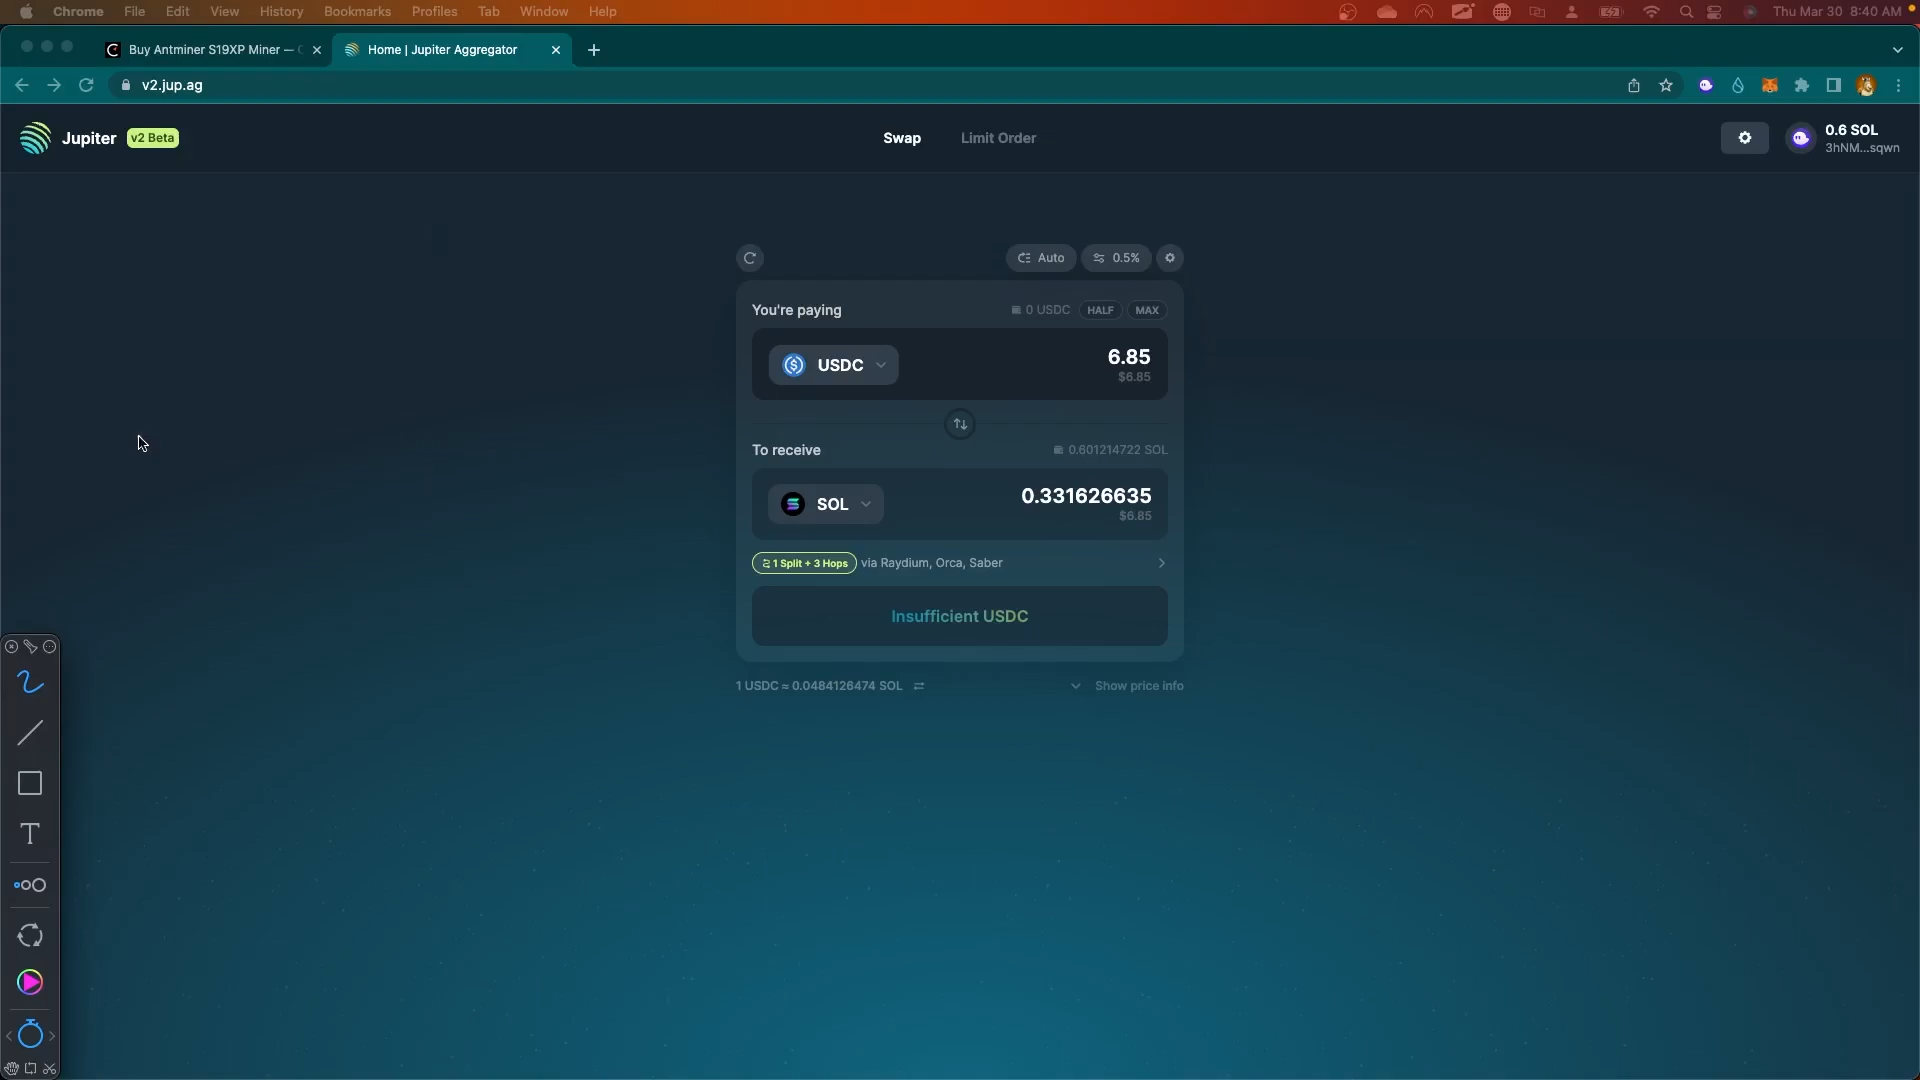 Chrome File Edit View History Bookmarks Profiles Tab Window Help Thu Mar 30 8:40 AM
Buy Antminer S19XP Miner — Home | Jupiter Aggregator
v2.jup.ag
Jupiter v2 Beta Swap Limit Order 0.6 SOL
3hNM...sqwn
Auto 0.5%
You're paying 0 USDC HALF MAX
USDC 6.85
$6.85
To receive 0.601214722 SOL
SOL 0.331626635
$6.85
1 Split + 3 Hops via Raydium, Orca, Saber
Insufficient USDC
1 USDC ≈ 0.0484126474 SOL Show price info
T